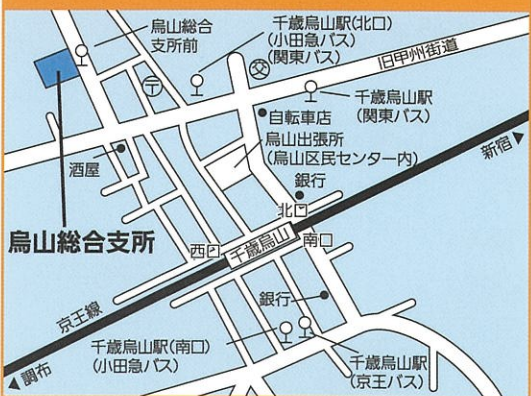 烏山総合
支所前
千歳烏山駅(北口)
(小田急バス)
(関東バス)
旧甲州街道
〒
交
千歳烏山駅
(関東バス)
自転車店
烏山出張所
(烏山区民センター内)
酒屋
新宿▶
銀行
北口
烏山総合支所
西口
千歳烏山
南口
京王線
銀行
千歳烏山駅(南口)
(小田急バス)
千歳烏山駅
(京王バス)
◀調布